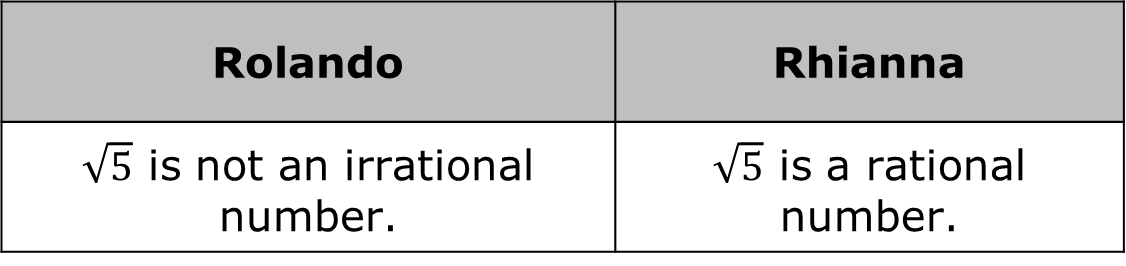 Rolando
Rhianna
√5 is not an irrational
number.
√5 is a rational
number.